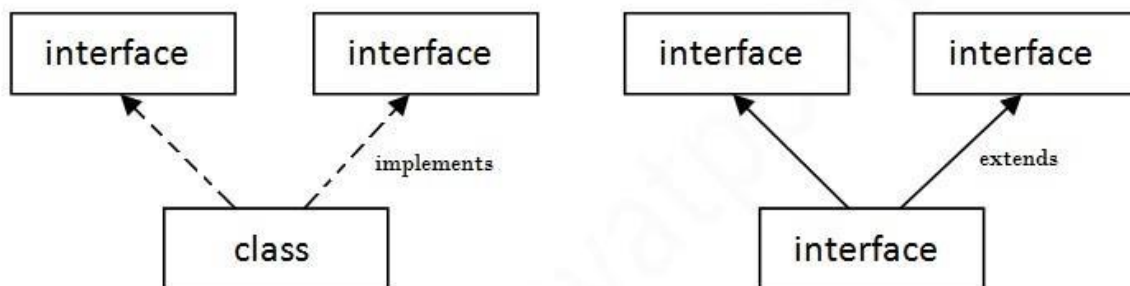 interface interface interface interface
implements extends
class interface